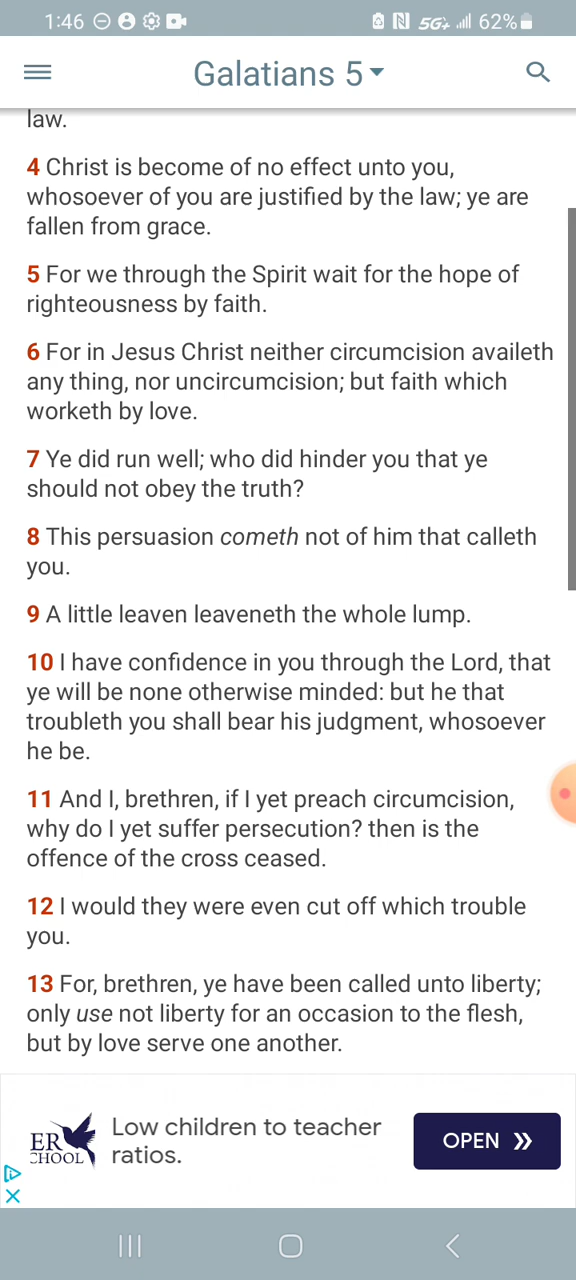 1:46 5G+ 62%
Galatians 5
law.
4 Christ is become of no effect unto you,
whosoever of you are justified by the law; ye are
fallen from grace.
5 For we through the Spirit wait for the hope of
righteousness by faith.
6 For in Jesus Christ neither circumcision availeth
any thing, nor uncircumcision; but faith which
worketh by love.
7 Ye did run well; who did hinder you that ye
should not obey the truth?
8 This persuasion cometh not of him that calleth
you.
9 A little leaven leaveneth the whole lump.
10 I have confidence in you through the Lord, that
ye will be none otherwise minded: but he that
troubleth you shall bear his judgment, whosoever
he be.
11 And I, brethren, if I yet preach circumcision,
why do I yet suffer persecution? then is the
offence of the cross ceased.
12 I would they were even cut off which trouble
you.
13 For, brethren, ye have been called unto liberty;
only use not liberty for an occasion to the flesh,
but by love serve one another.
ER
CHOOL
Low children to teacher
ratios.
OPEN